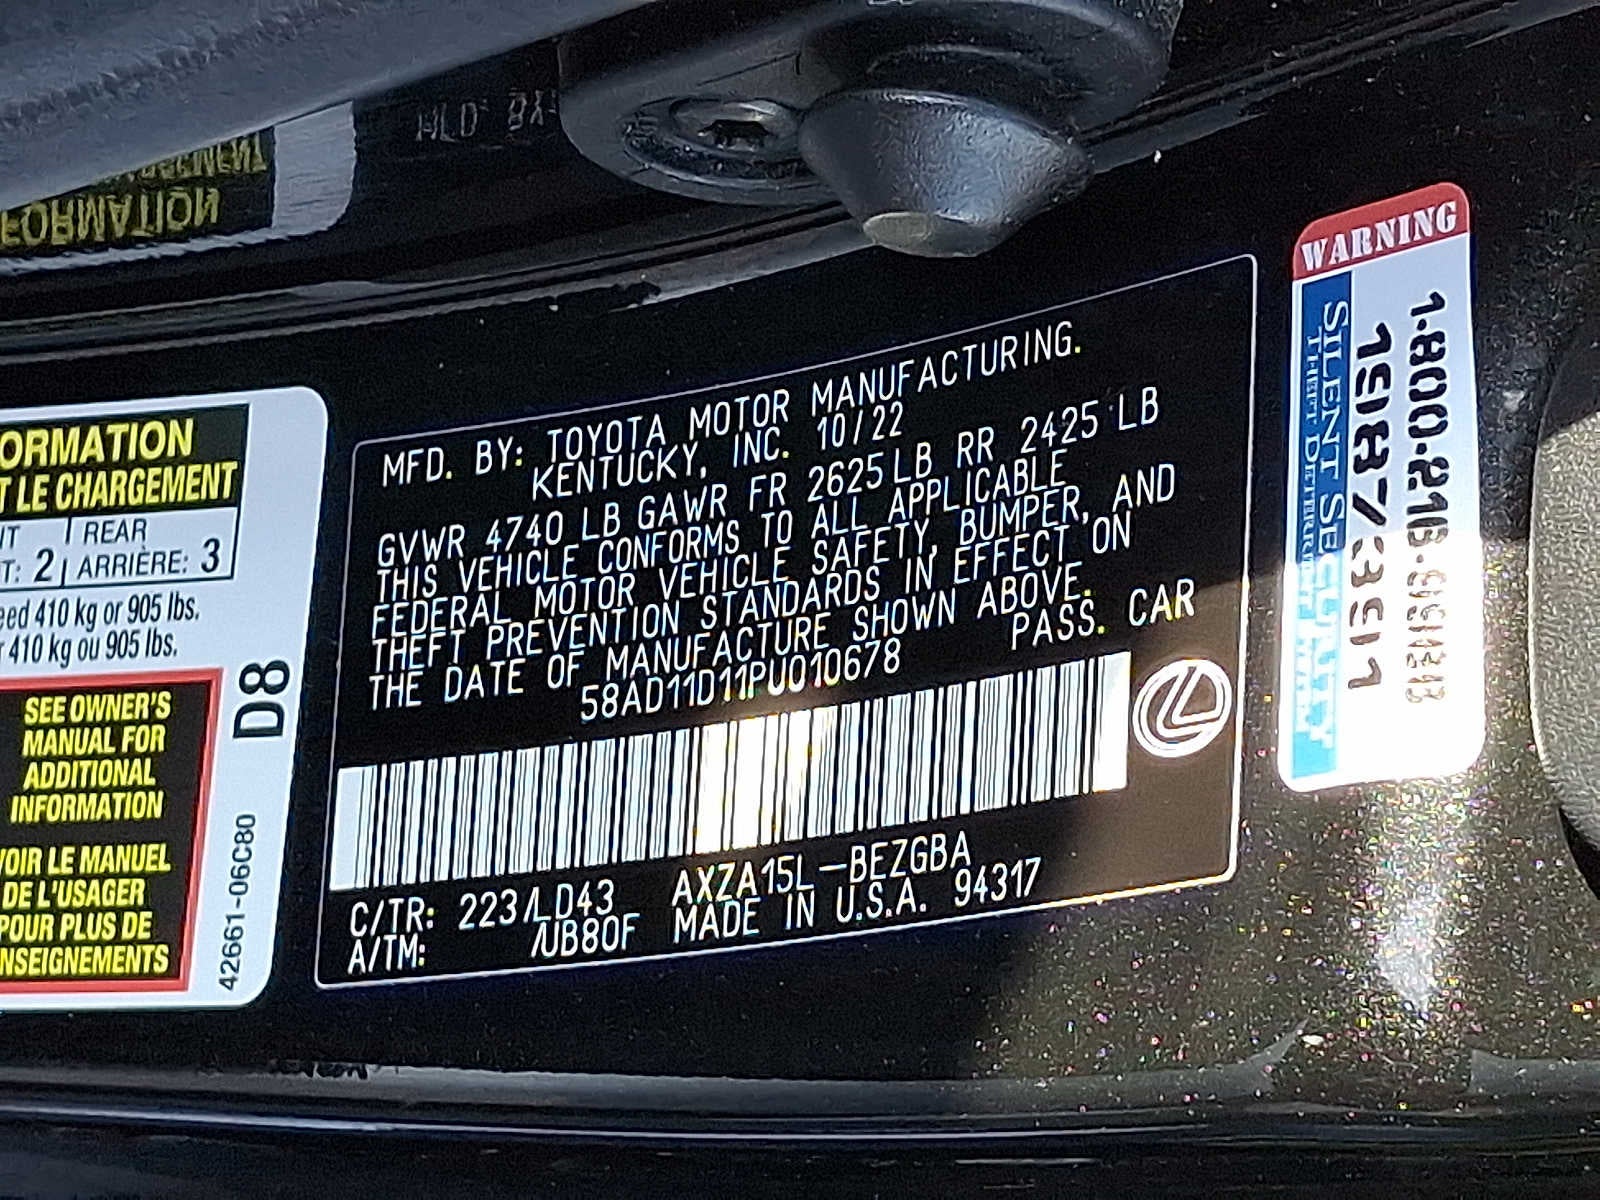 ORMATION
T LE CHARGEMENT
REAR
T: 2 ARRIÈRE: 3
eed 410 kg or 905 lbs.
r 410 kg ou 905 lbs.
SEE OWNER'S
MANUAL FOR
ADDITIONAL
INFORMATION
VOIR LE MANUEL
DE L'USAGER
POUR PLUS DE
NSEIGNEMENTS
D8
42661-06C80
MFD. BY: TOYOTA MOTOR MANUFACTURING.
KENTUCKY, INC. 10/22
GVWR 4740 LB GAWR FR 2625 LB RR 2425 LB
THIS VEHICLE CONFORMS TO ALL APPLICABLE
FEDERAL MOTOR VEHICLE SAFETY, BUMPER, AND
THEFT PREVENTION STANDARDS IN EFFECT ON
THE DATE OF MANUFACTURE SHOWN ABOVE.
58AD11D11PU010678 PASS. CAR
C/TR: 223/LD43 AXZA15L-BEZGBA
A/TM: /UB80F MADE IN U.S.A. 94317
WARNING
SILENT SECURITY
THEFT DETERRENT